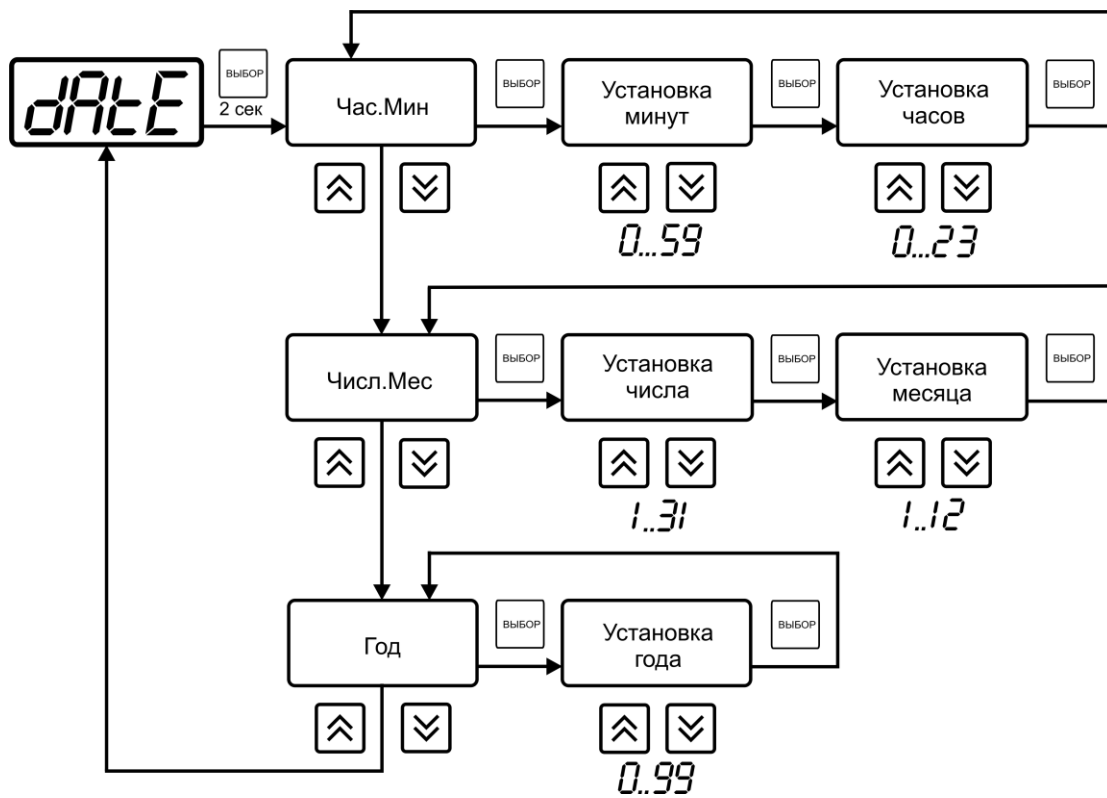 dAtE
ВЫБОР
2 сек
Час.Мин
ВЫБОР
Установка
минут
ВЫБОР
Установка
часов
ВЫБОР
0...59
0...23
Числ.Мес
ВЫБОР
Установка
числа
ВЫБОР
Установка
месяца
ВЫБОР
1..31
1..12
Год
ВЫБОР
Установка
года
ВЫБОР
0..99